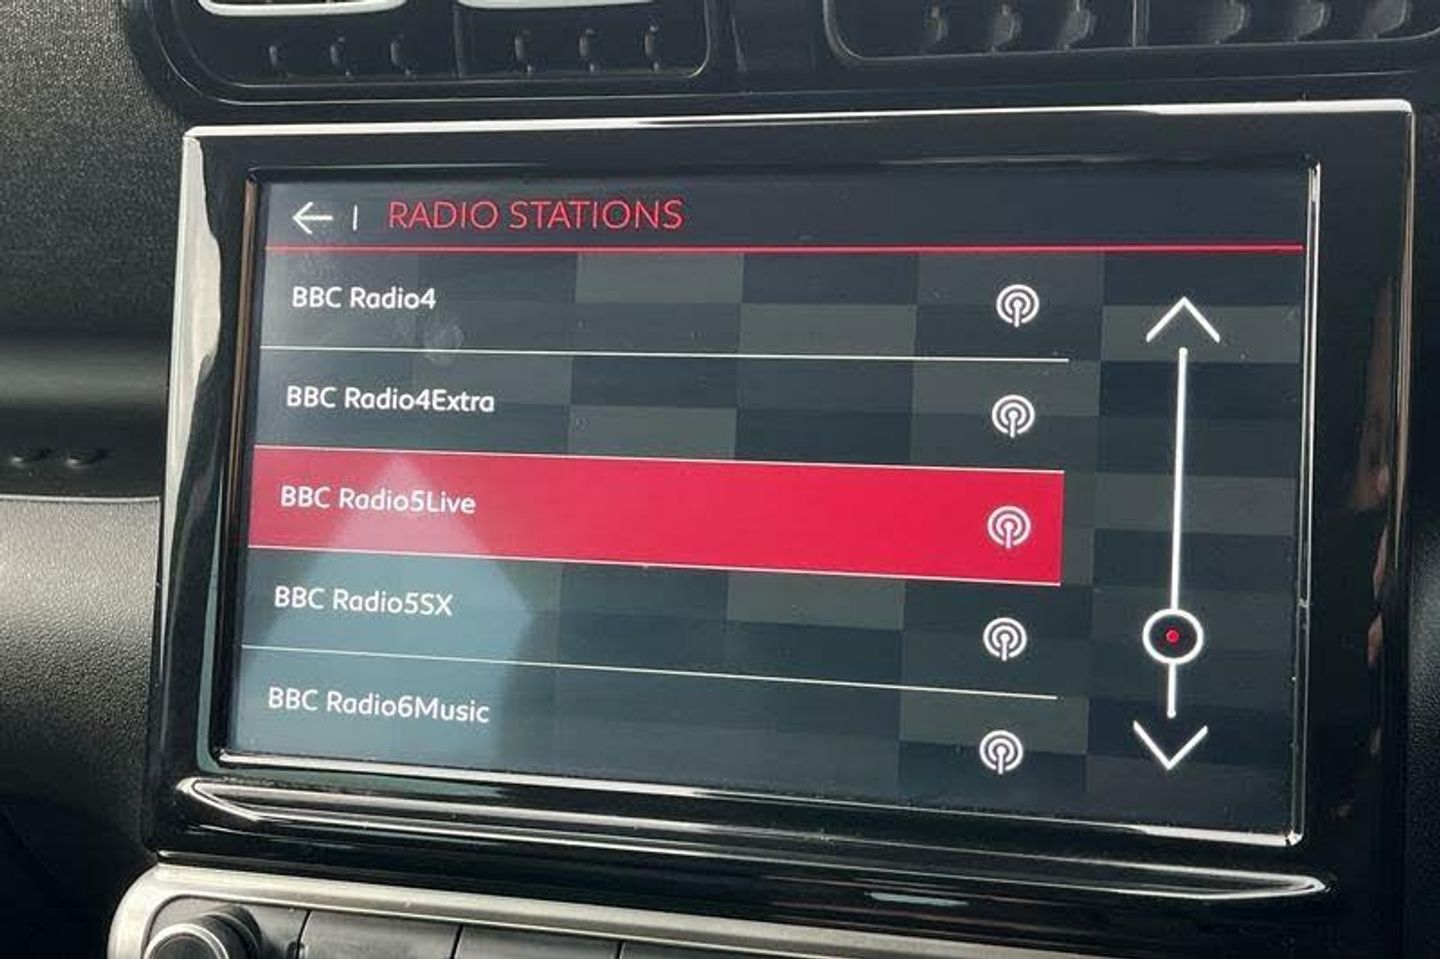 RADIO STATIONS
BBC Radio4
BBC Radio4Extra
BBC Radio5Live
BBC Radio5SX
BBC Radio6Music